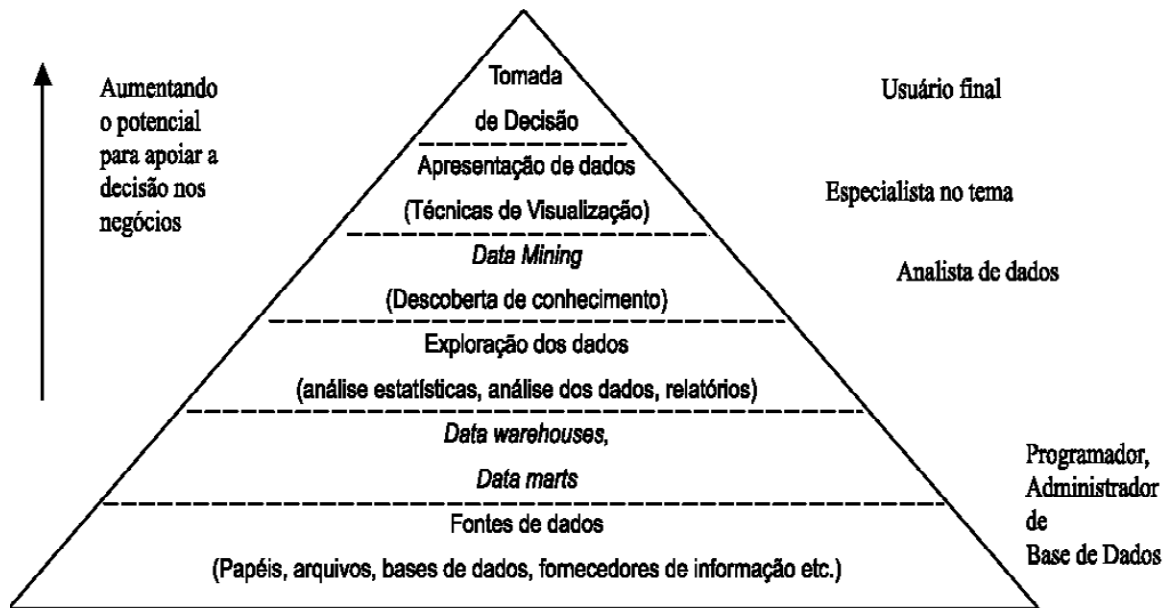 Aumentando
o potencial
para apoiar a
decisão nos
negócios
Tomada
de Decisão
Usuário final
Apresentação de dados
(Técnicas de Visualização)
Especialista no tema
Data Mining
(Descoberta de conhecimento)
Analista de dados
Exploração dos dados
(análise estatísticas, análise dos dados, relatórios)
Data warehouses,
Data marts
Programador,
Administrador
de
Base de Dados
Fontes de dados
(Papéis, arquivos, bases de dados, fornecedores de informação etc.)